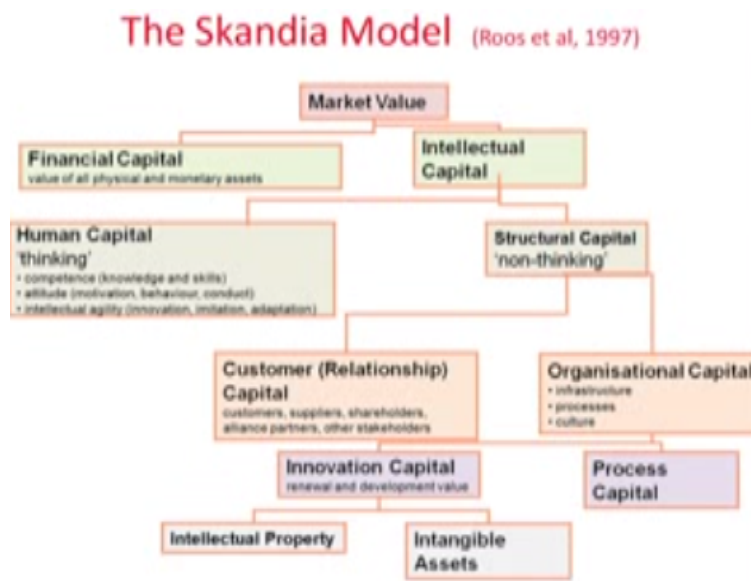 The Skandia Model (Roos et al, 1997)
Market Value
Financial Capital
value of all physical and monetary assets
Intellectual
Capital
Human Capital
'thinking'
• competence (knowledge and skills)
• attitude (motivation, behaviour, conduct)
• intellectual agility (innovation, imitation, adaptation)
Structural Capital
'non-thinking'
Customer (Relationship)
Capital
customers, suppliers, shareholders,
alliance partners, other stakeholders
Organisational Capital
• infrastructure
• processes
• culture
Innovation Capital
renewal and development value
Process
Capital
Intellectual Property
Intangible
Assets